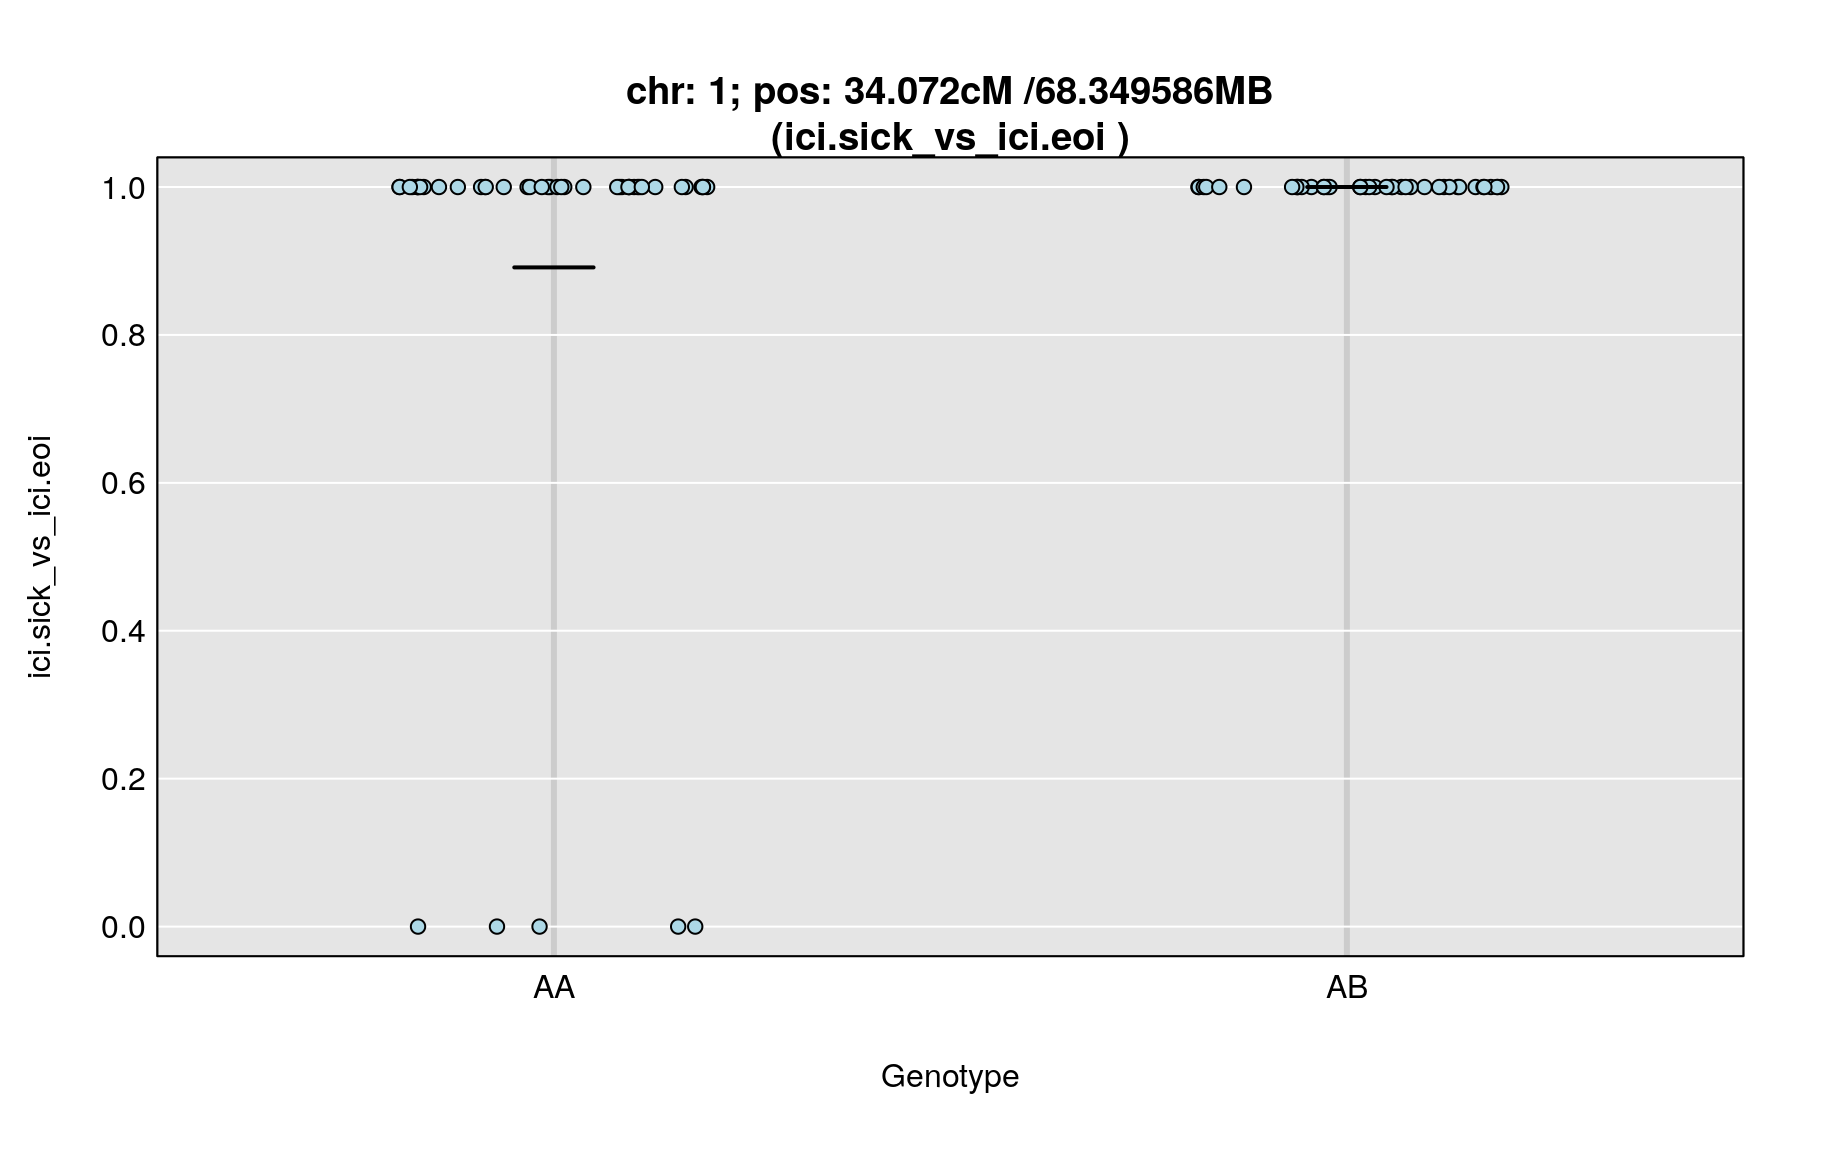 chr: 1; pos: 34.072cM /68.349586MB
(ici.sick_vs_ici.eoi )
1.0
0.8
0.6
0.4
0.2
0.0
ici.sick_vs_ici.eoi
AA
AB
Genotype